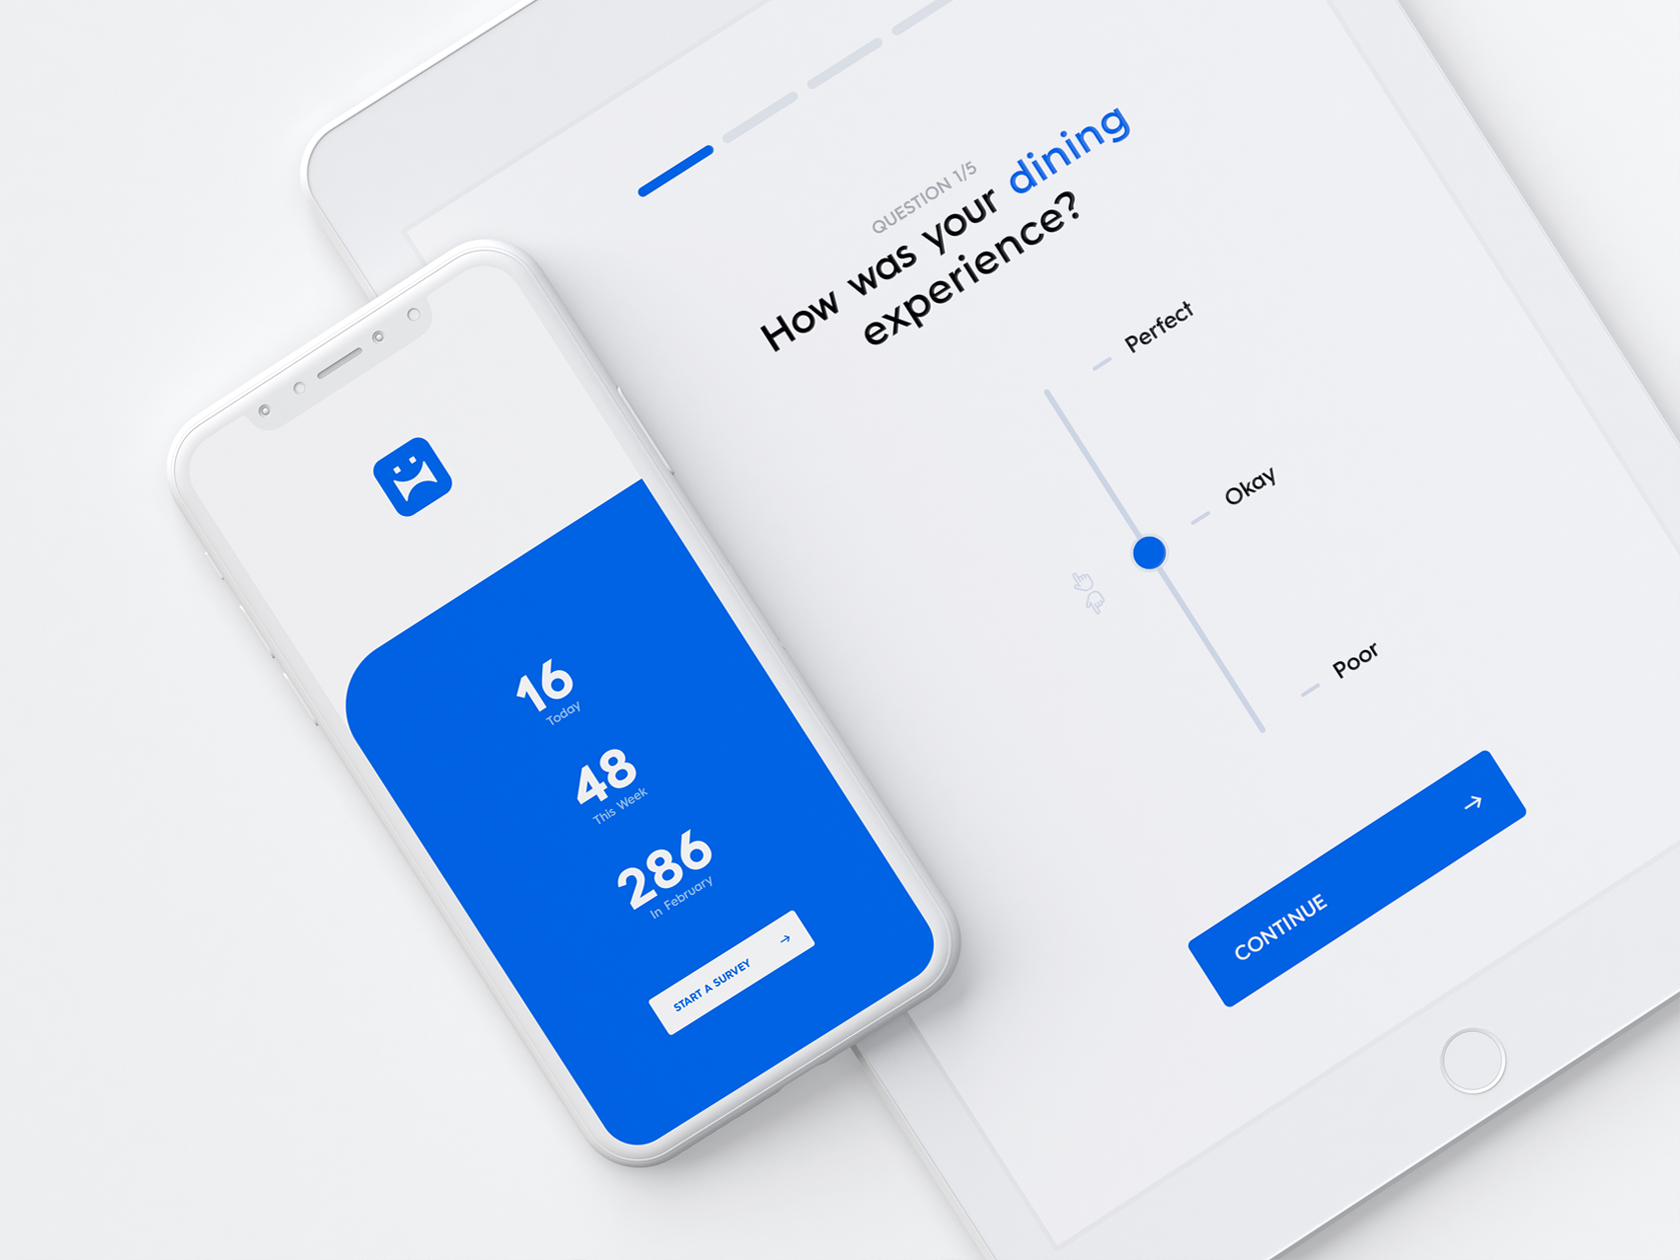 16
Today
48
This Week
286
In February
START A SURVEY
QUESTION 1/5
How was your dining
experience?
Perfect
Okay
Poor
CONTINUE